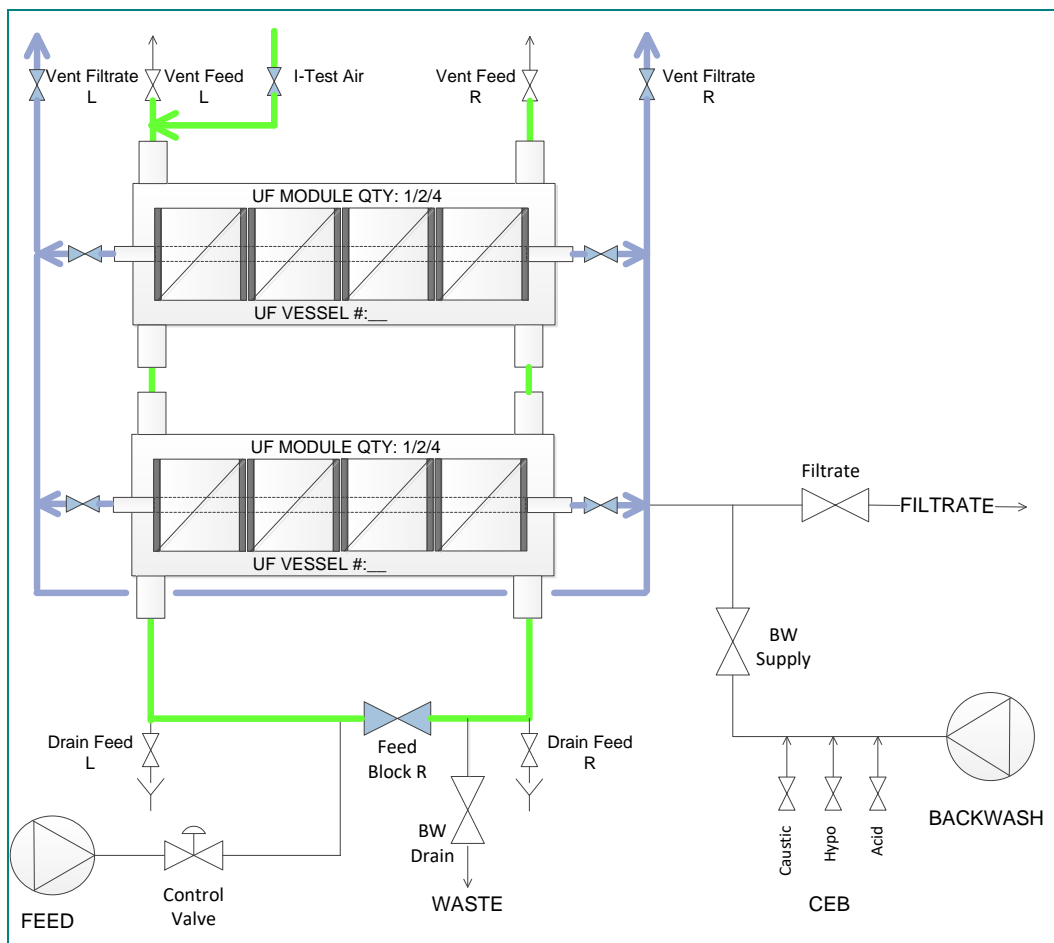 Vent Filtrate
L
Vent Feed
L
I-Test Air
Vent Feed
R
Vent Filtrate
R
UF MODULE QTY: 1/2/4
UF VESSEL #:__
UF MODULE QTY: 1/2/4
UF VESSEL #:__
Filtrate
FILTRATE
BW
Supply
Drain Feed
L
Feed
Block R
Drain Feed
R
BW
Drain
Caustic
Hypo
Acid
BACKWASH
Control
Valve
FEED
WASTE
CEB